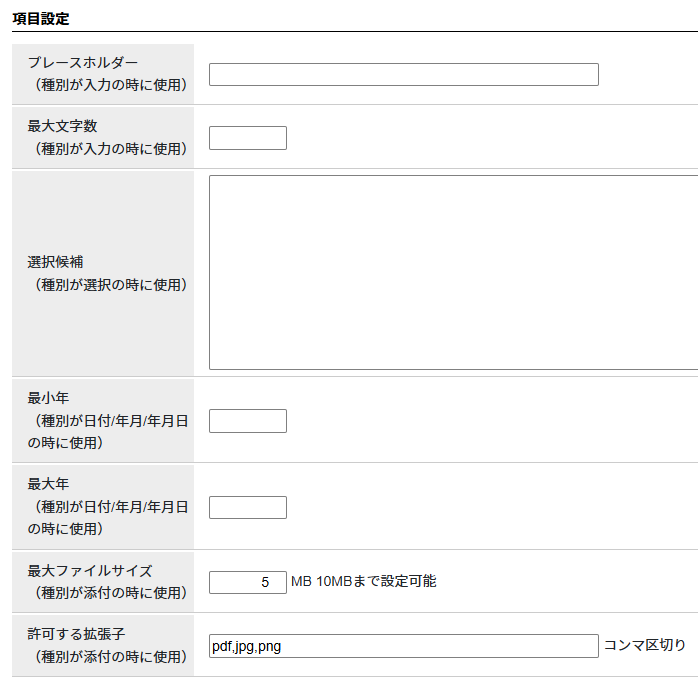 項目設定
プレースホルダー
（種別が入力の時に使用）
最大文字数
（種別が入力の時に使用）
選択候補
（種別が選択の時に使用）
最小年
（種別が日付/年月/年月日
の時に使用）
最大年
（種別が日付/年月/年月日
の時に使用）
最大ファイルサイズ
（種別が添付の時に使用）
5 MB 10MBまで設定可能
許可する拡張子
（種別が添付の時に使用）
pdf,jpg,png コンマ区切り